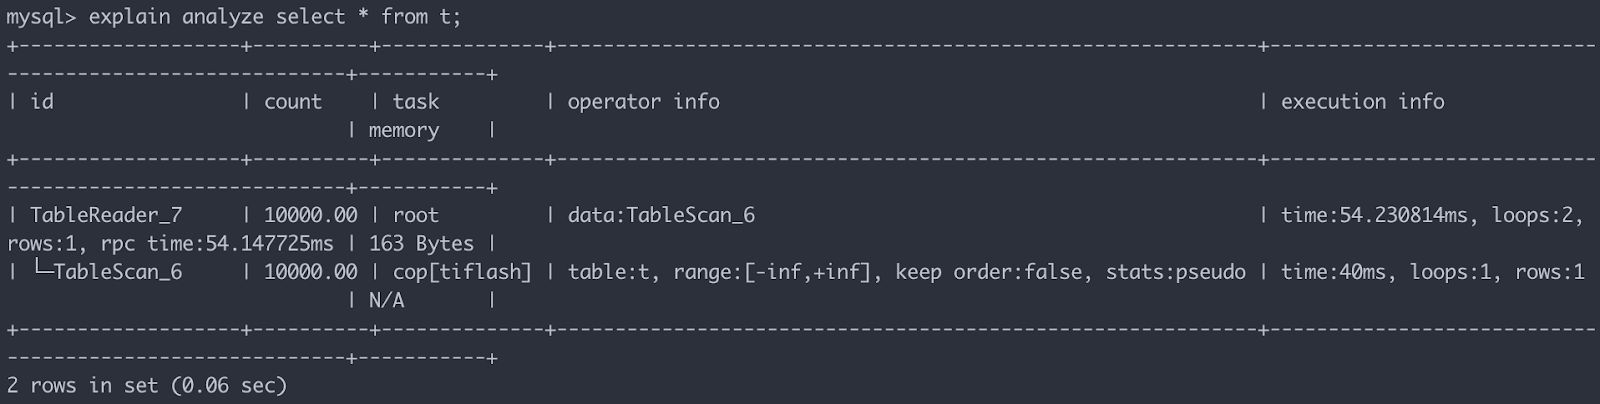 mysql> explain analyze select * from t;
+-------------------+----------+--------------+------------------------------------------------------------+----------------------------
-----------------------------+-----------+
| id                | count    | task         | operator info                                              | execution info
                             | memory    |
+-------------------+----------+--------------+------------------------------------------------------------+----------------------------
-----------------------------+-----------+
| TableReader_7     | 10000.00 | root         | data:TableScan_6                                           | time:54.230814ms, loops:2,
rows:1, rpc time:54.147725ms | 163 Bytes |
| └─TableScan_6     | 10000.00 | cop[tiflash] | table:t, range:[-inf,+inf], keep order:false, stats:pseudo | time:40ms, loops:1, rows:1
                             | N/A       |
+-------------------+----------+--------------+------------------------------------------------------------+----------------------------
-----------------------------+-----------+
2 rows in set (0.06 sec)